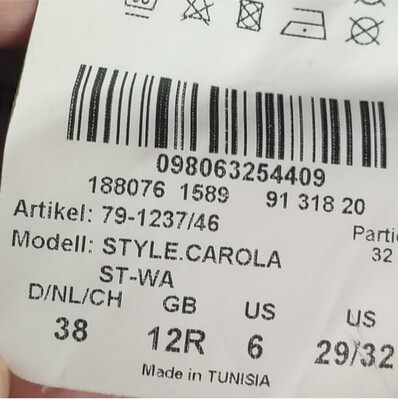 098063254409
188076 1589 91 318 20
Artikel: 79-1237/46
Modell: STYLE.CAROLA
ST-WA
32
D/NL/CH GB US US
38 12R 6 29/32
Made in TUNISIA